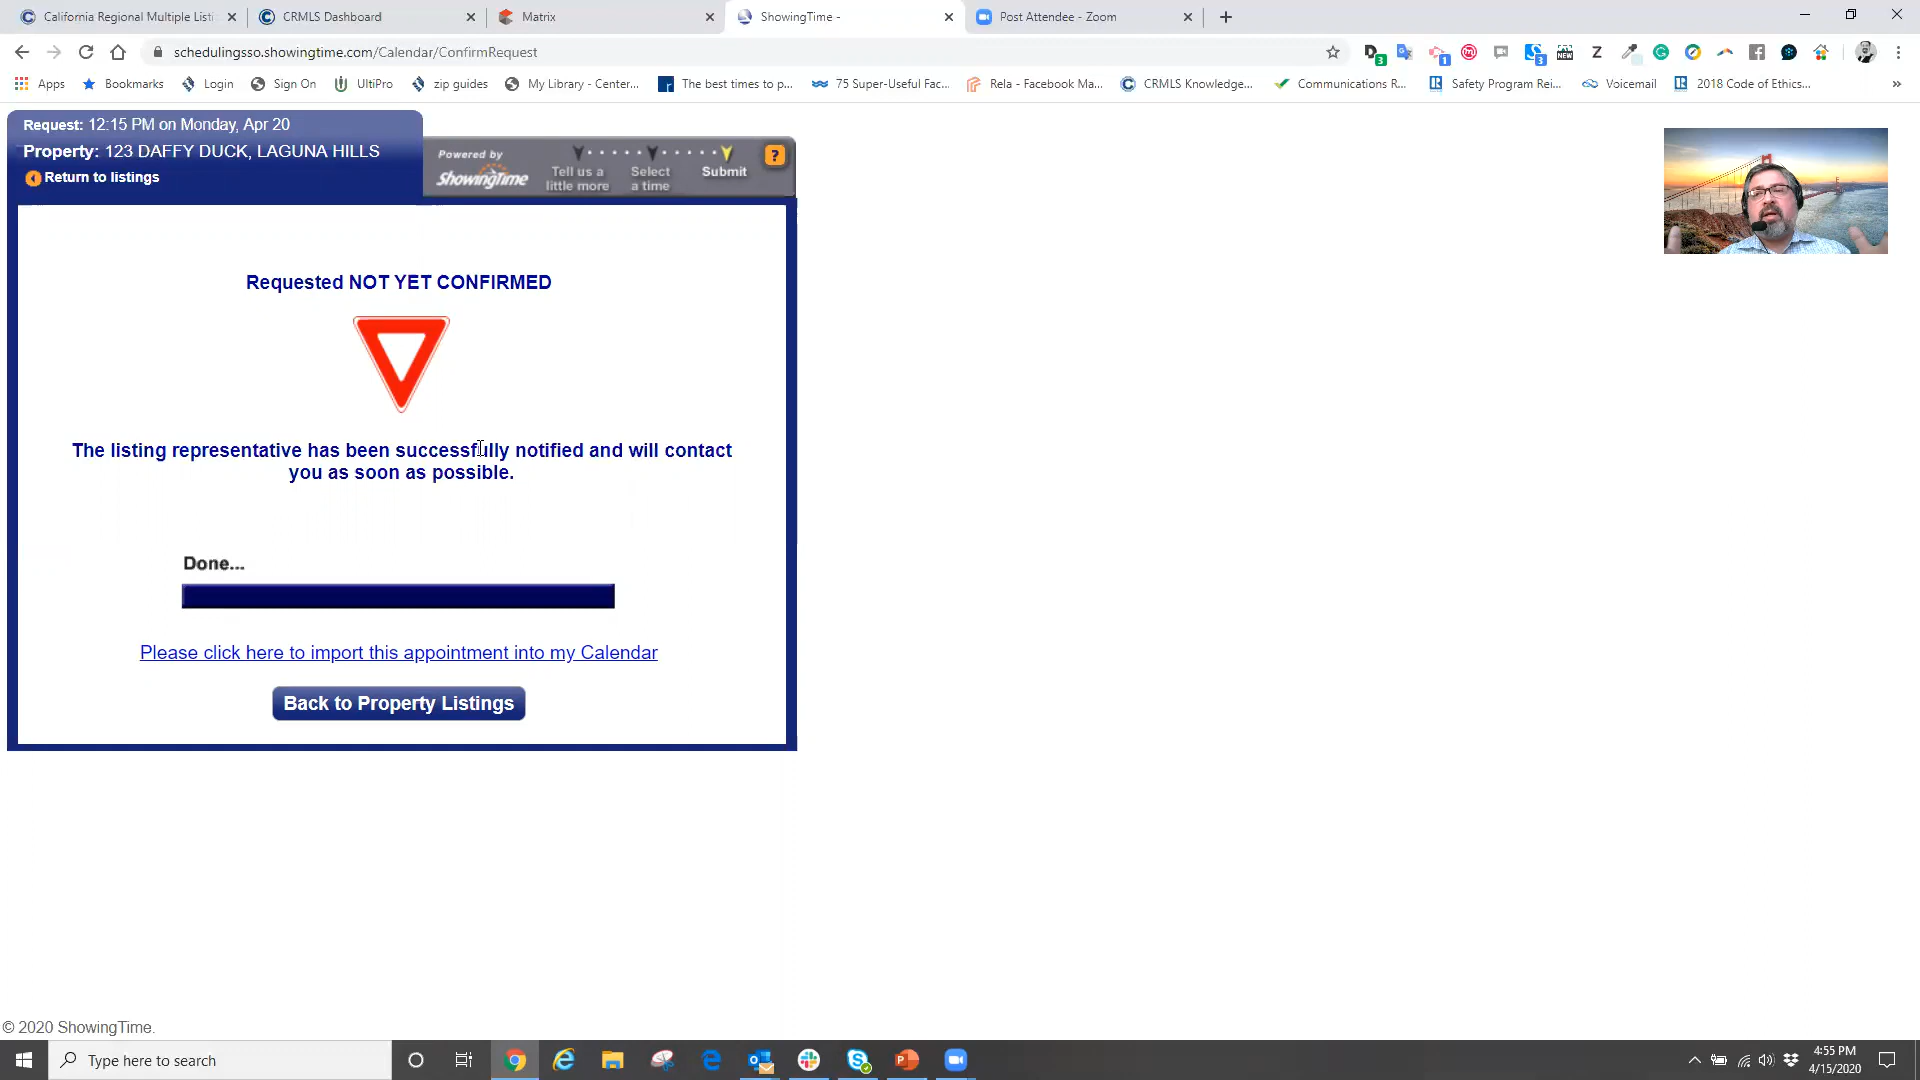 California Regional Multiple Listi
CRMLS Dashboard
Matrix
ShowingTime -
Post Attendee - Zoom
schedulingsso.showingtime.com/Calendar/ConfirmRequest
Apps
Bookmarks
Login
Sign On
UltiPro
zip guides
My Library - Center...
The best times to p...
75 Super-Useful Fac...
Rela - Facebook Ma...
CRMLS Knowledge...
Communications R...
Safety Program Rei...
Voicemail
2018 Code of Ethics...
Request: 12:15 PM on Monday, Apr 20
Property: 123 DAFFY DUCK, LAGUNA HILLS
Return to listings
Powered by
ShowingTime
Tell us a
little more
Select
a time
Submit
?
Requested NOT YET CONFIRMED
The listing representative has been successfully notified and will contact
you as soon as possible.
Done...
Please click here to import this appointment into my Calendar
Back to Property Listings
© 2020 ShowingTime.
Type here to search
4:55 PM
4/15/2020